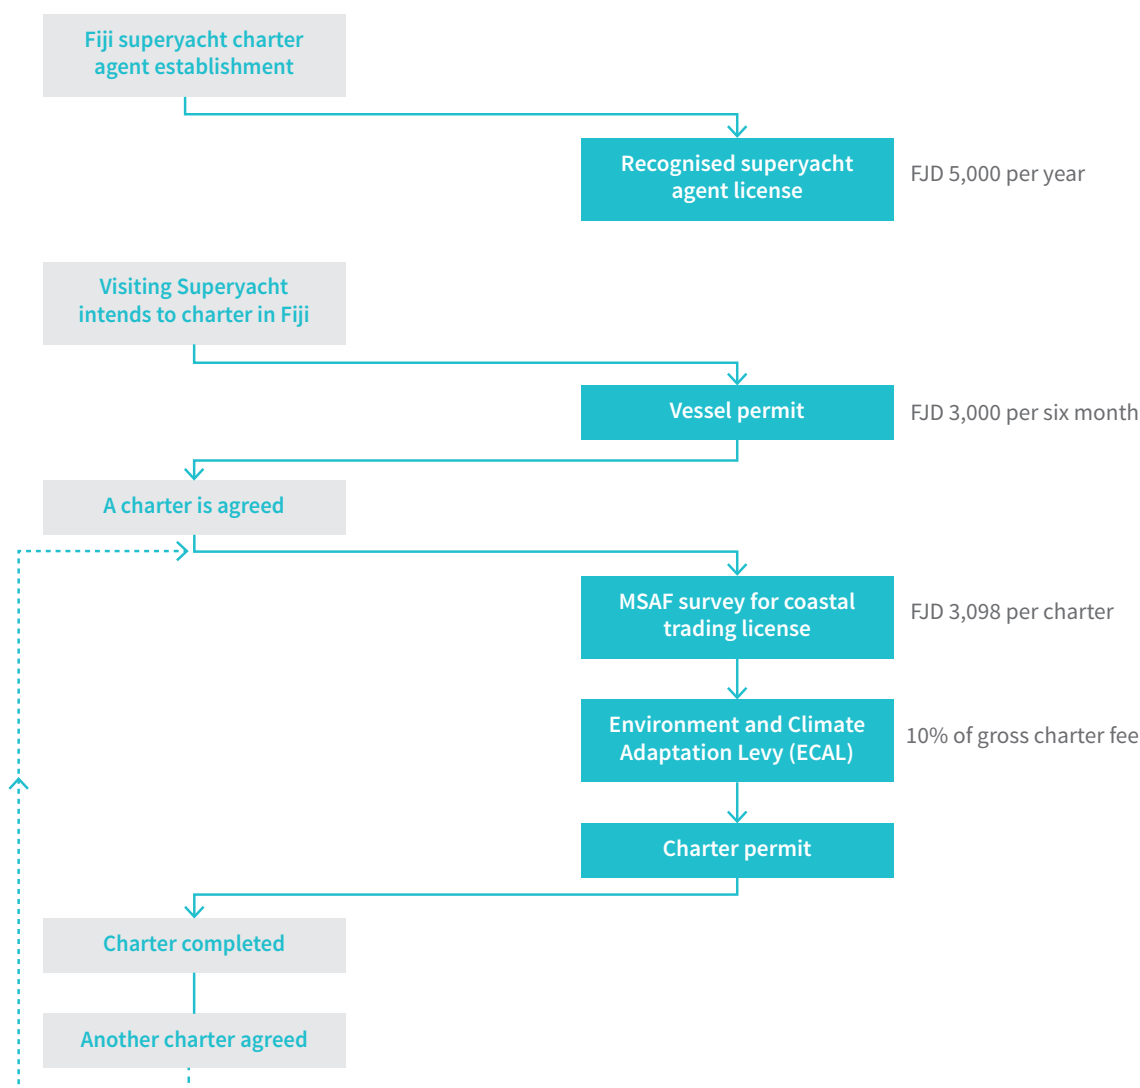 Fiji superyacht charter
agent establishment
Recognised superyacht
agent license
FJD 5,000 per year
Visiting Superyacht
intends to charter in Fiji
Vessel permit
FJD 3,000 per six month
A charter is agreed
MSAF survey for coastal
trading license
FJD 3,098 per charter
Environment and Climate
Adaptation Levy (ECAL)
10% of gross charter fee
Charter permit
Charter completed
Another charter agreed